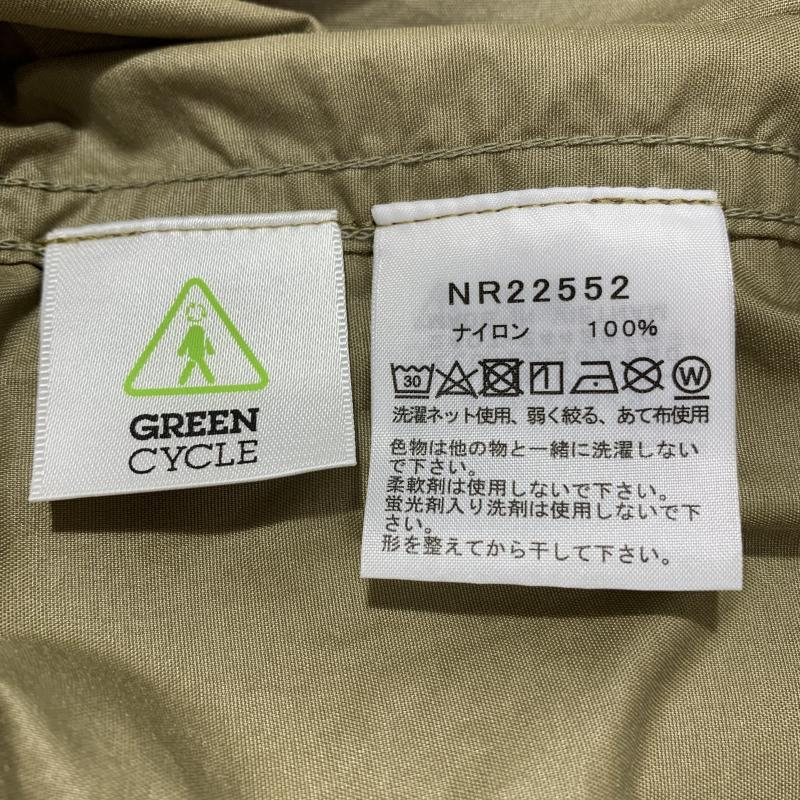 GREEN
CYCLE
NR22552
ナイロン 100%
30 W
洗濯ネット使用、弱く絞る、あて布使用
色物は他の物と一緒に洗濯しない
で下さい。
柔軟剤は使用しないで下さい。
蛍光剤入り洗剤は使用しないで下
さい。
形を整えてから干して下さい。